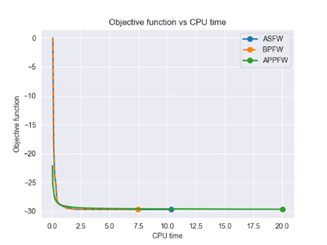 Objective function vs CPU time
ASFW
BPFW
APPFW
0
−5
−10
−15
−20
−25
−30
Objective function
0.0 2.5 5.0 7.5 10.0 12.5 15.0 17.5 20.0
CPU time